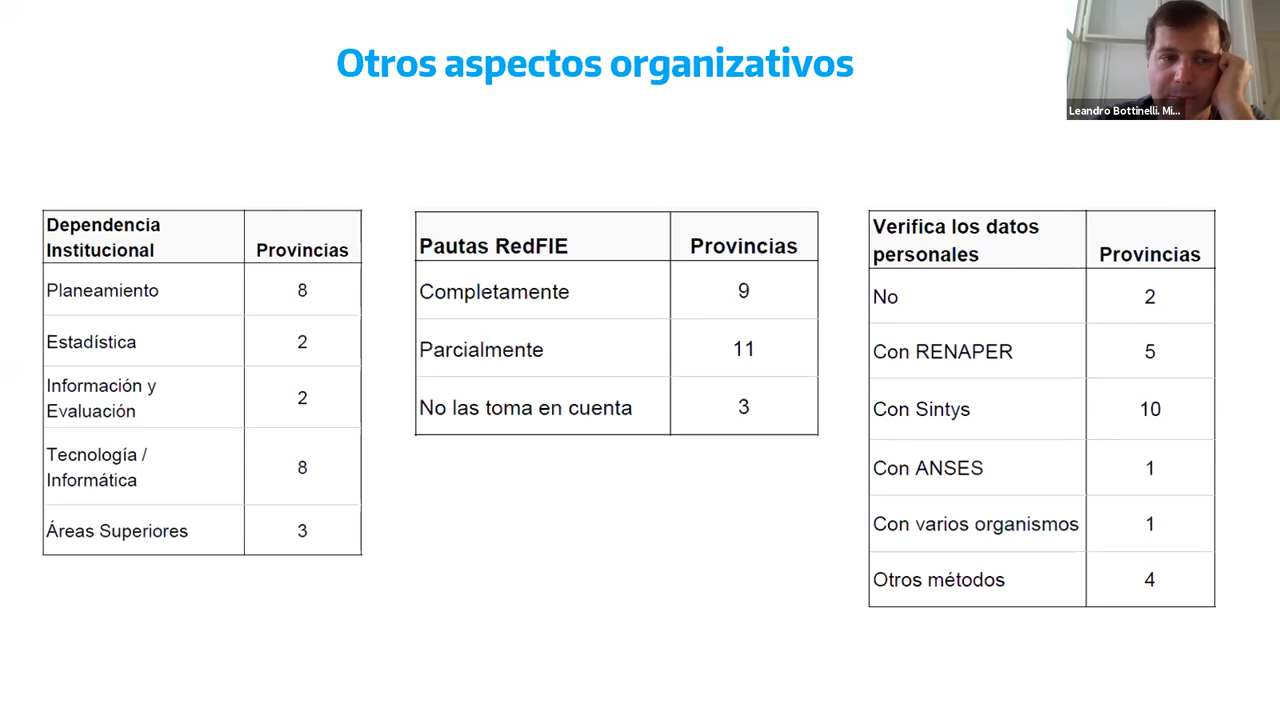 Otros aspectos organizativos
Leandro Bottinelli. Mi...
Dependencia
Institucional
Provincias
Planeamiento
8
Estadística
2
Información y
Evaluación
2
Tecnología /
Informática
8
Áreas Superiores
3
Pautas RedFIE
Provincias
Completamente
9
Parcialmente
11
No las toma en cuenta
3
Verifica los datos
personales
Provincias
No
2
Con RENAPER
5
Con Sintys
10
Con ANSES
1
Con varios organismos
1
Otros métodos
4